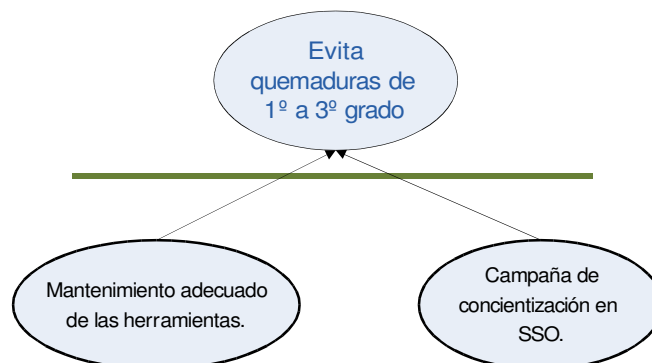 Evita
quemaduras de
1º a 3º grado
Mantenimiento adecuado
de las herramientas.
Campaña de
concientización en
SSO.